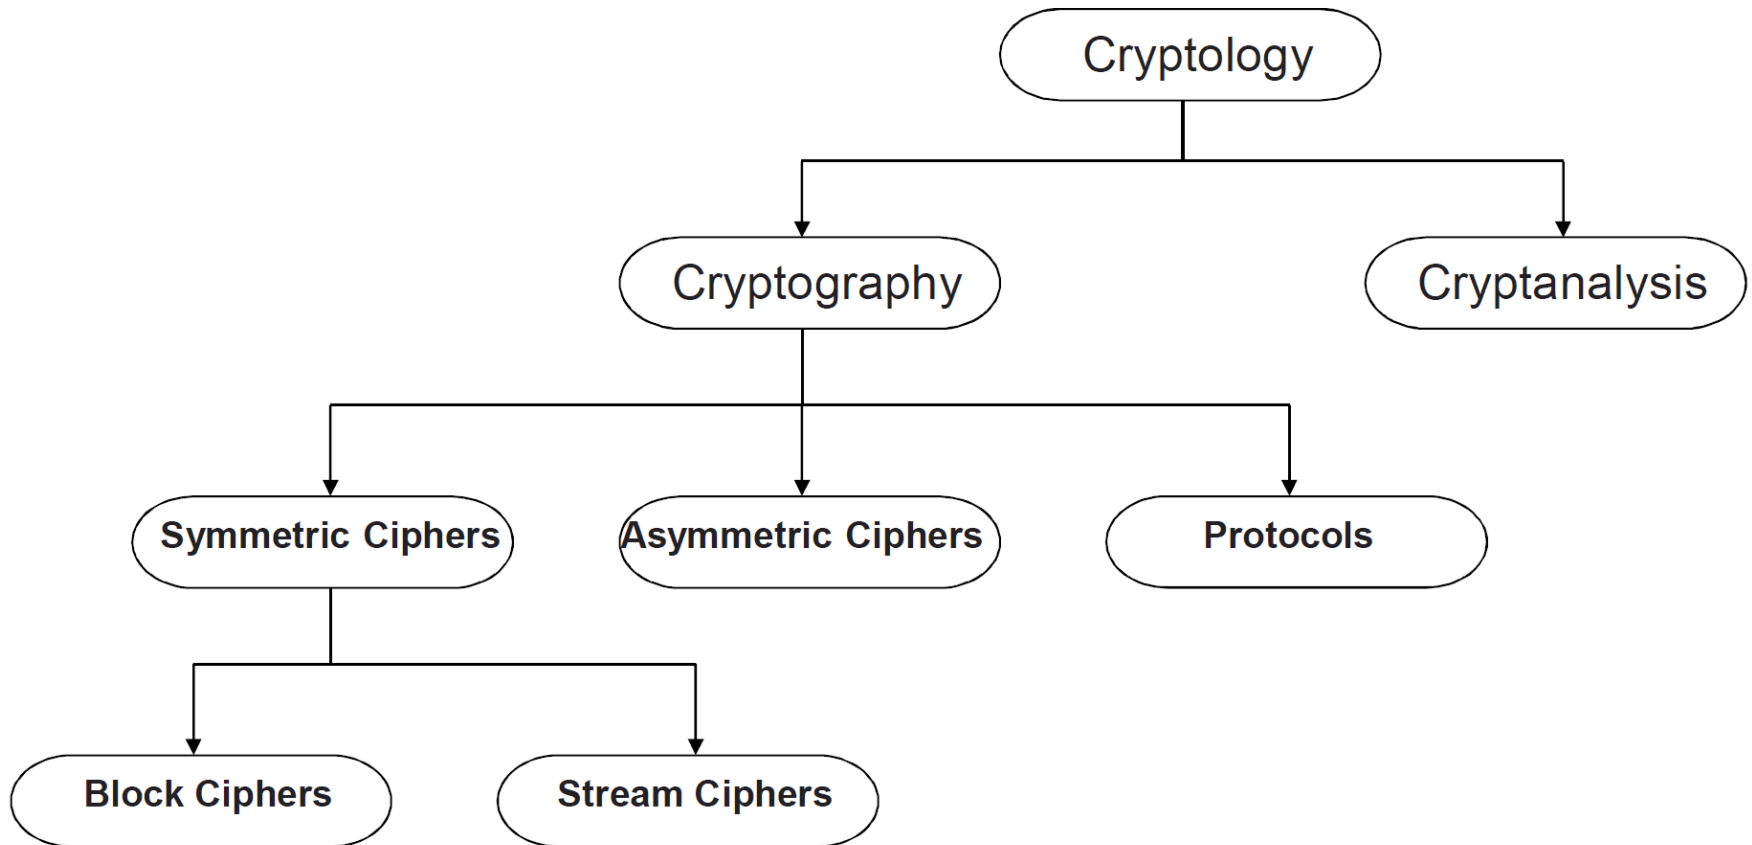 Cryptology
Cryptography
Cryptanalysis
Symmetric Ciphers
Asymmetric Ciphers
Protocols
Block Ciphers
Stream Ciphers